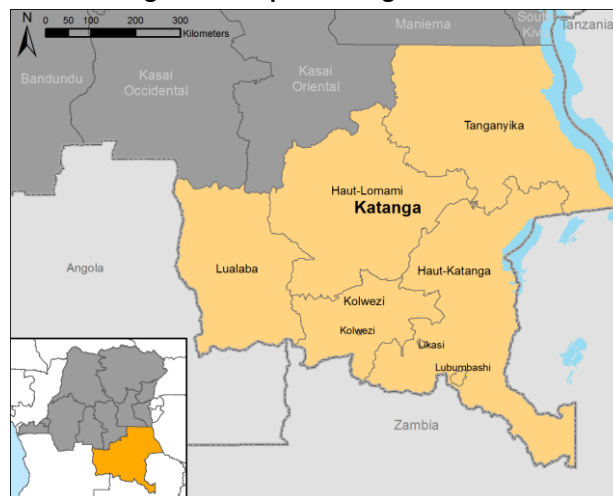 N
0 50 100 200 300
Kilometers
Maniema
South
Kiv
Tanzania
Bandundu
Kasai
Occidental
Kasai
Oriental
Tanganyika
Haut-Lomami
Katanga
Angola
Lualaba
Haut-Katanga
Kolwezi
Kolwezi
Likasi
Lubumbashi
Zambia